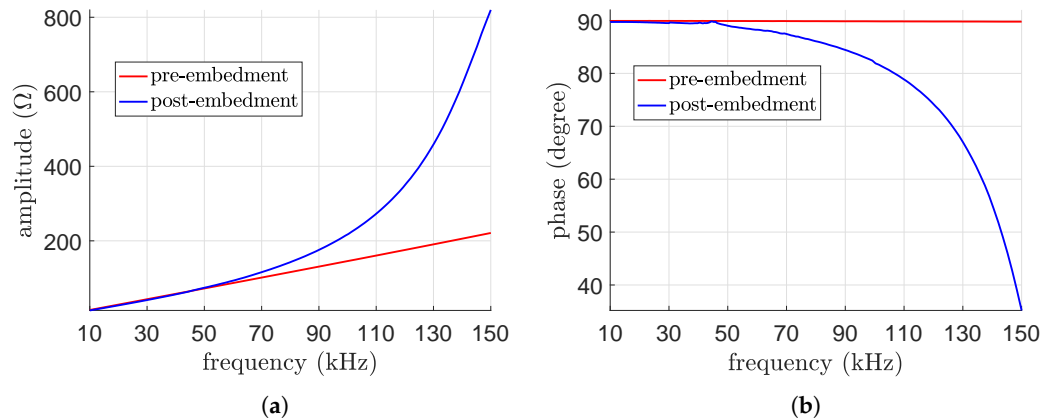 800
600
400
200
amplitude (Ω)
pre-embedment
post-embedment
10 30 50 70 90 110 130 150
frequency (kHz)
(a)
90
80
70
60
50
40
phase (degree)
pre-embedment
post-embedment
10 30 50 70 90 110 130 150
frequency (kHz)
(b)